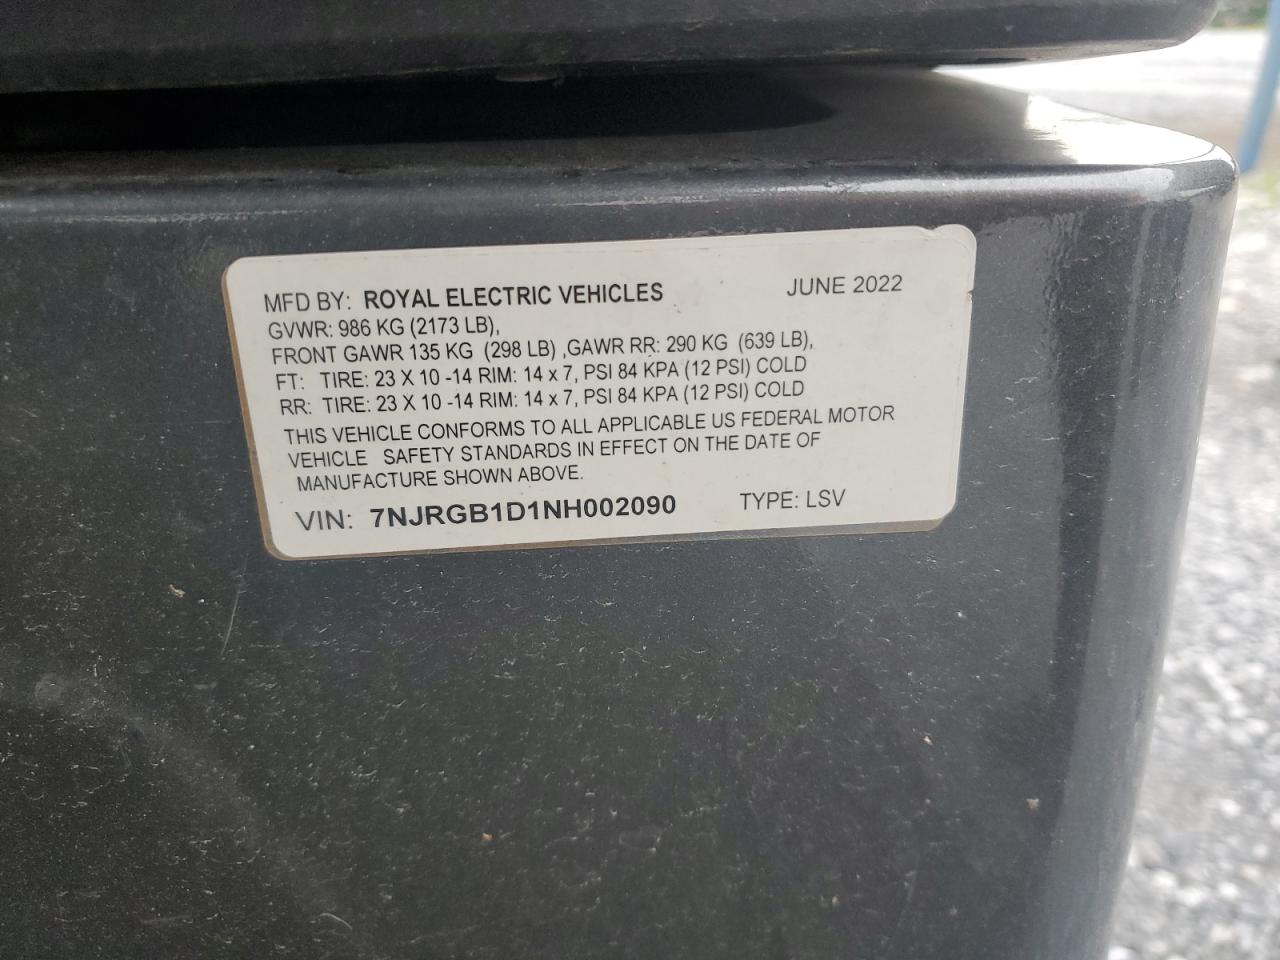 MFD BY: ROYAL ELECTRIC VEHICLES JUNE 2022
GVWR: 986 KG (2173 LB),
FRONT GAWR 135 KG (298 LB) ,GAWR RR: 290 KG (639 LB),
FT: TIRE: 23 X 10 -14 RIM: 14 x 7, PSI 84 KPA (12 PSI) COLD
RR: TIRE: 23 X 10 -14 RIM: 14 x 7, PSI 84 KPA (12 PSI) COLD
THIS VEHICLE CONFORMS TO ALL APPLICABLE US FEDERAL MOTOR
VEHICLE SAFETY STANDARDS IN EFFECT ON THE DATE OF
MANUFACTURE SHOWN ABOVE.
VIN: 7NJRGB1D1NH002090 TYPE: LSV